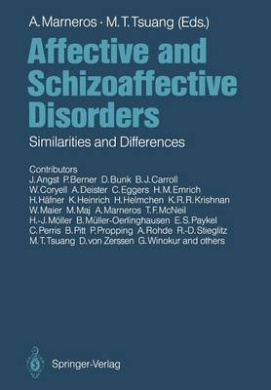 A. Marneros · M.T. Tsuang (Eds.)
Affective and
Schizoaffective
Disorders
Similarities and Differences
Contributors
J. Angst P. Berner D. Bunk B. J. Carroll
W. Coryell A. Deister C. Eggers H. M. Emrich
H. Häfner K. Heinrich H. Helmchen K. R. R. Krishnan
W. Maier M. Maj A. Marneros T. F. McNeil
H.-J. Möller B. Müller-Oerlinghausen E. S. Paykel
C. Perris B. Pitt P. Propping A. Rohde R.-D. Stieglitz
M. T. Tsuang D. von Zerssen G. Winokur and others
Springer-Verlag